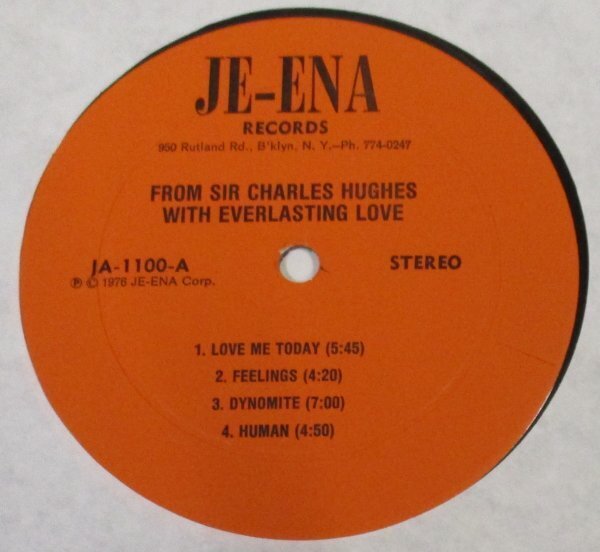 JE-ENA
RECORDS
950 Rutland Rd., B'klyn, N. Y.—Ph. 774-0247
FROM SIR CHARLES HUGHES
WITH EVERLASTING LOVE
JA-1100-A
STEREO
℗ © 1976 JE-ENA Corp.
1. LOVE ME TODAY (5:45)
2. FEELINGS (4:20)
3. DYNOMITE (7:00)
4. HUMAN (4:50)